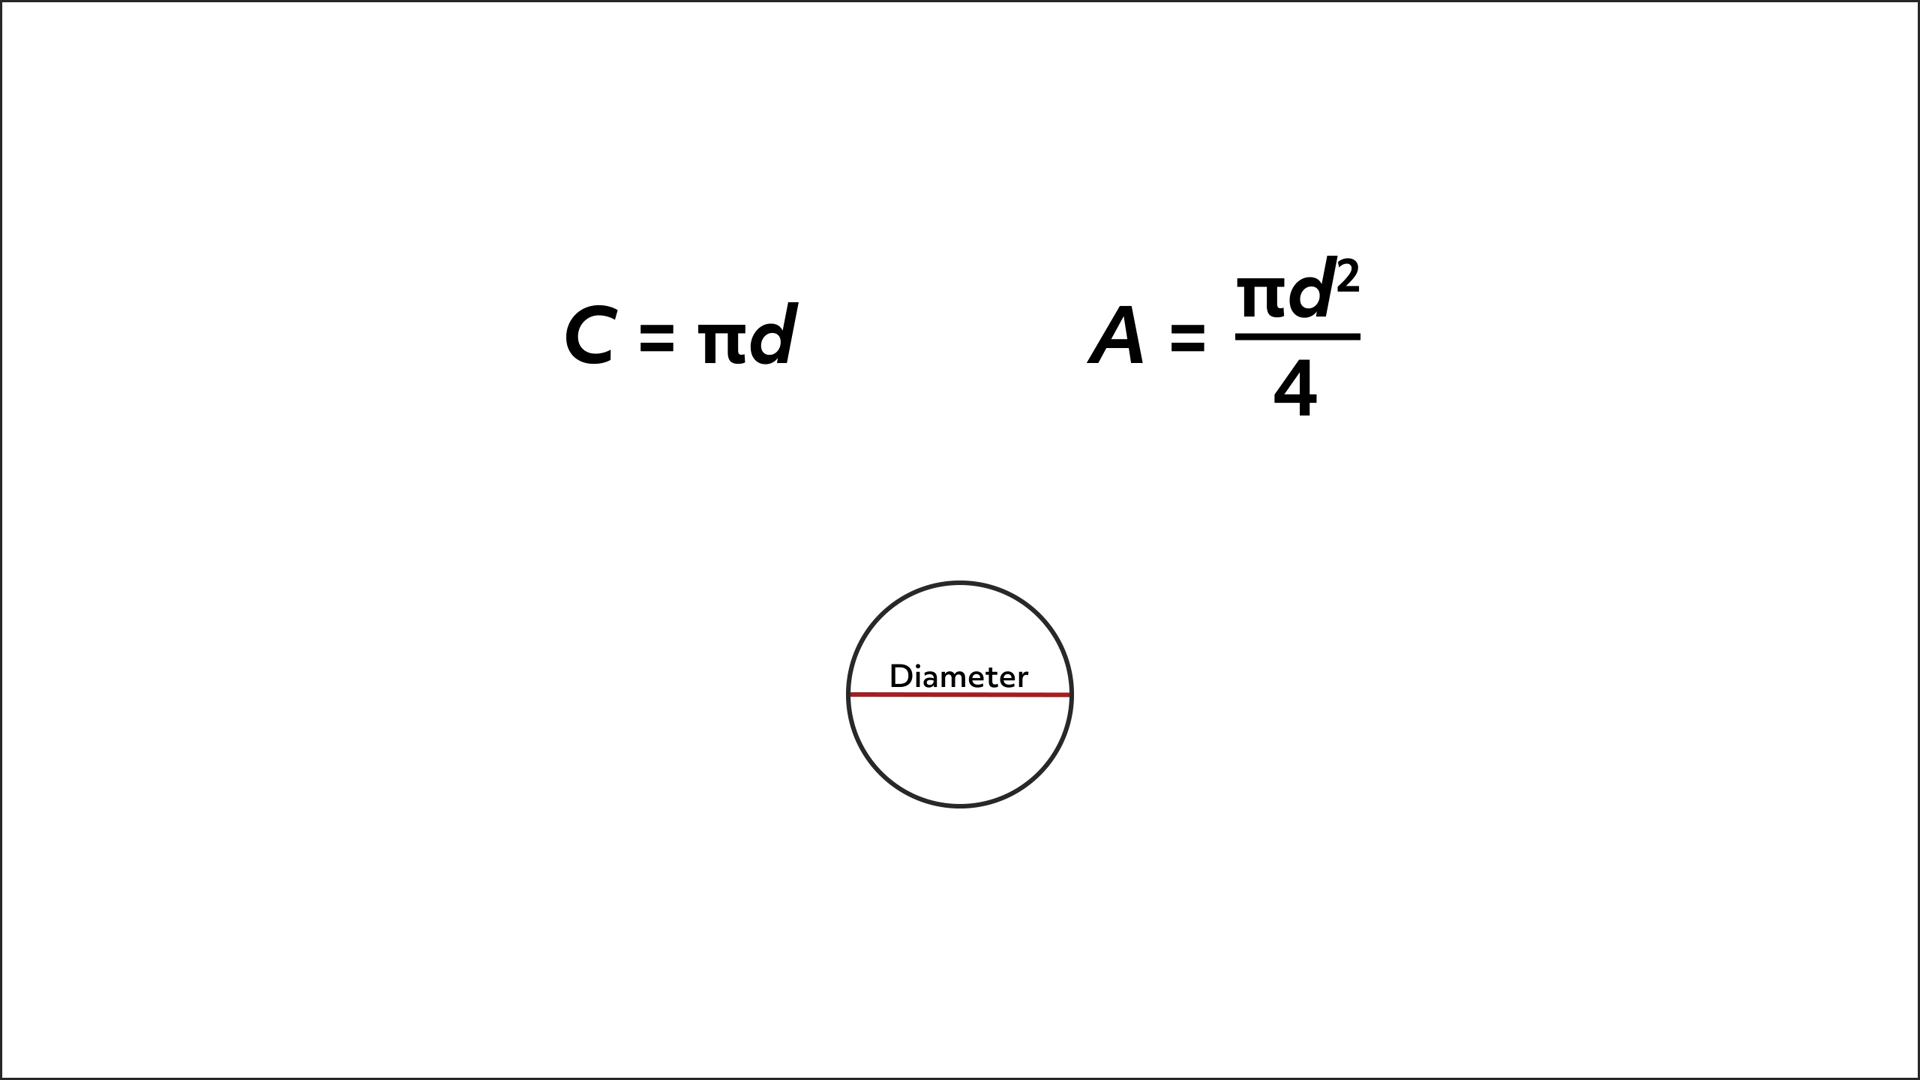 C = πd
A = πd²/4
Diameter